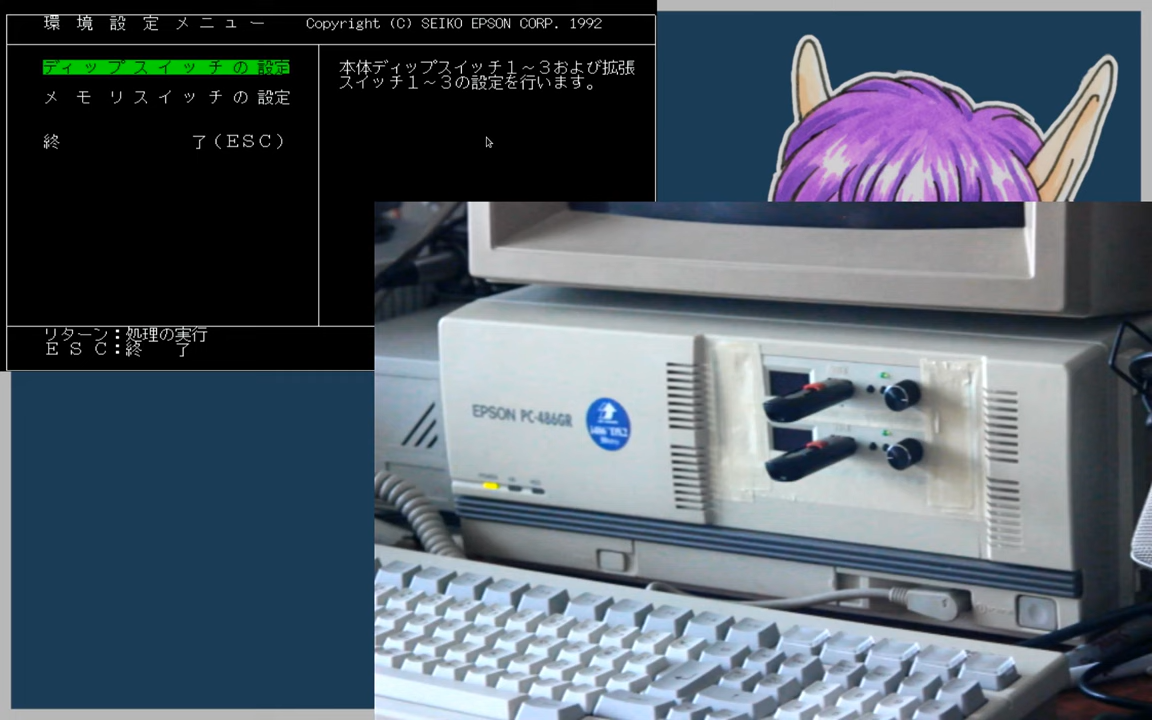 環境設定メニュー Copyright (C) SEIKO EPSON CORP. 1992
ディップスイッチの設定
メモリスイッチの設定
終 了(ESC)
本体ディップスイッチ1~3および拡張
スイッチ1~3の設定を行います。
リターン:処理の実行
ESC:終 了
EPSON PC-486GR